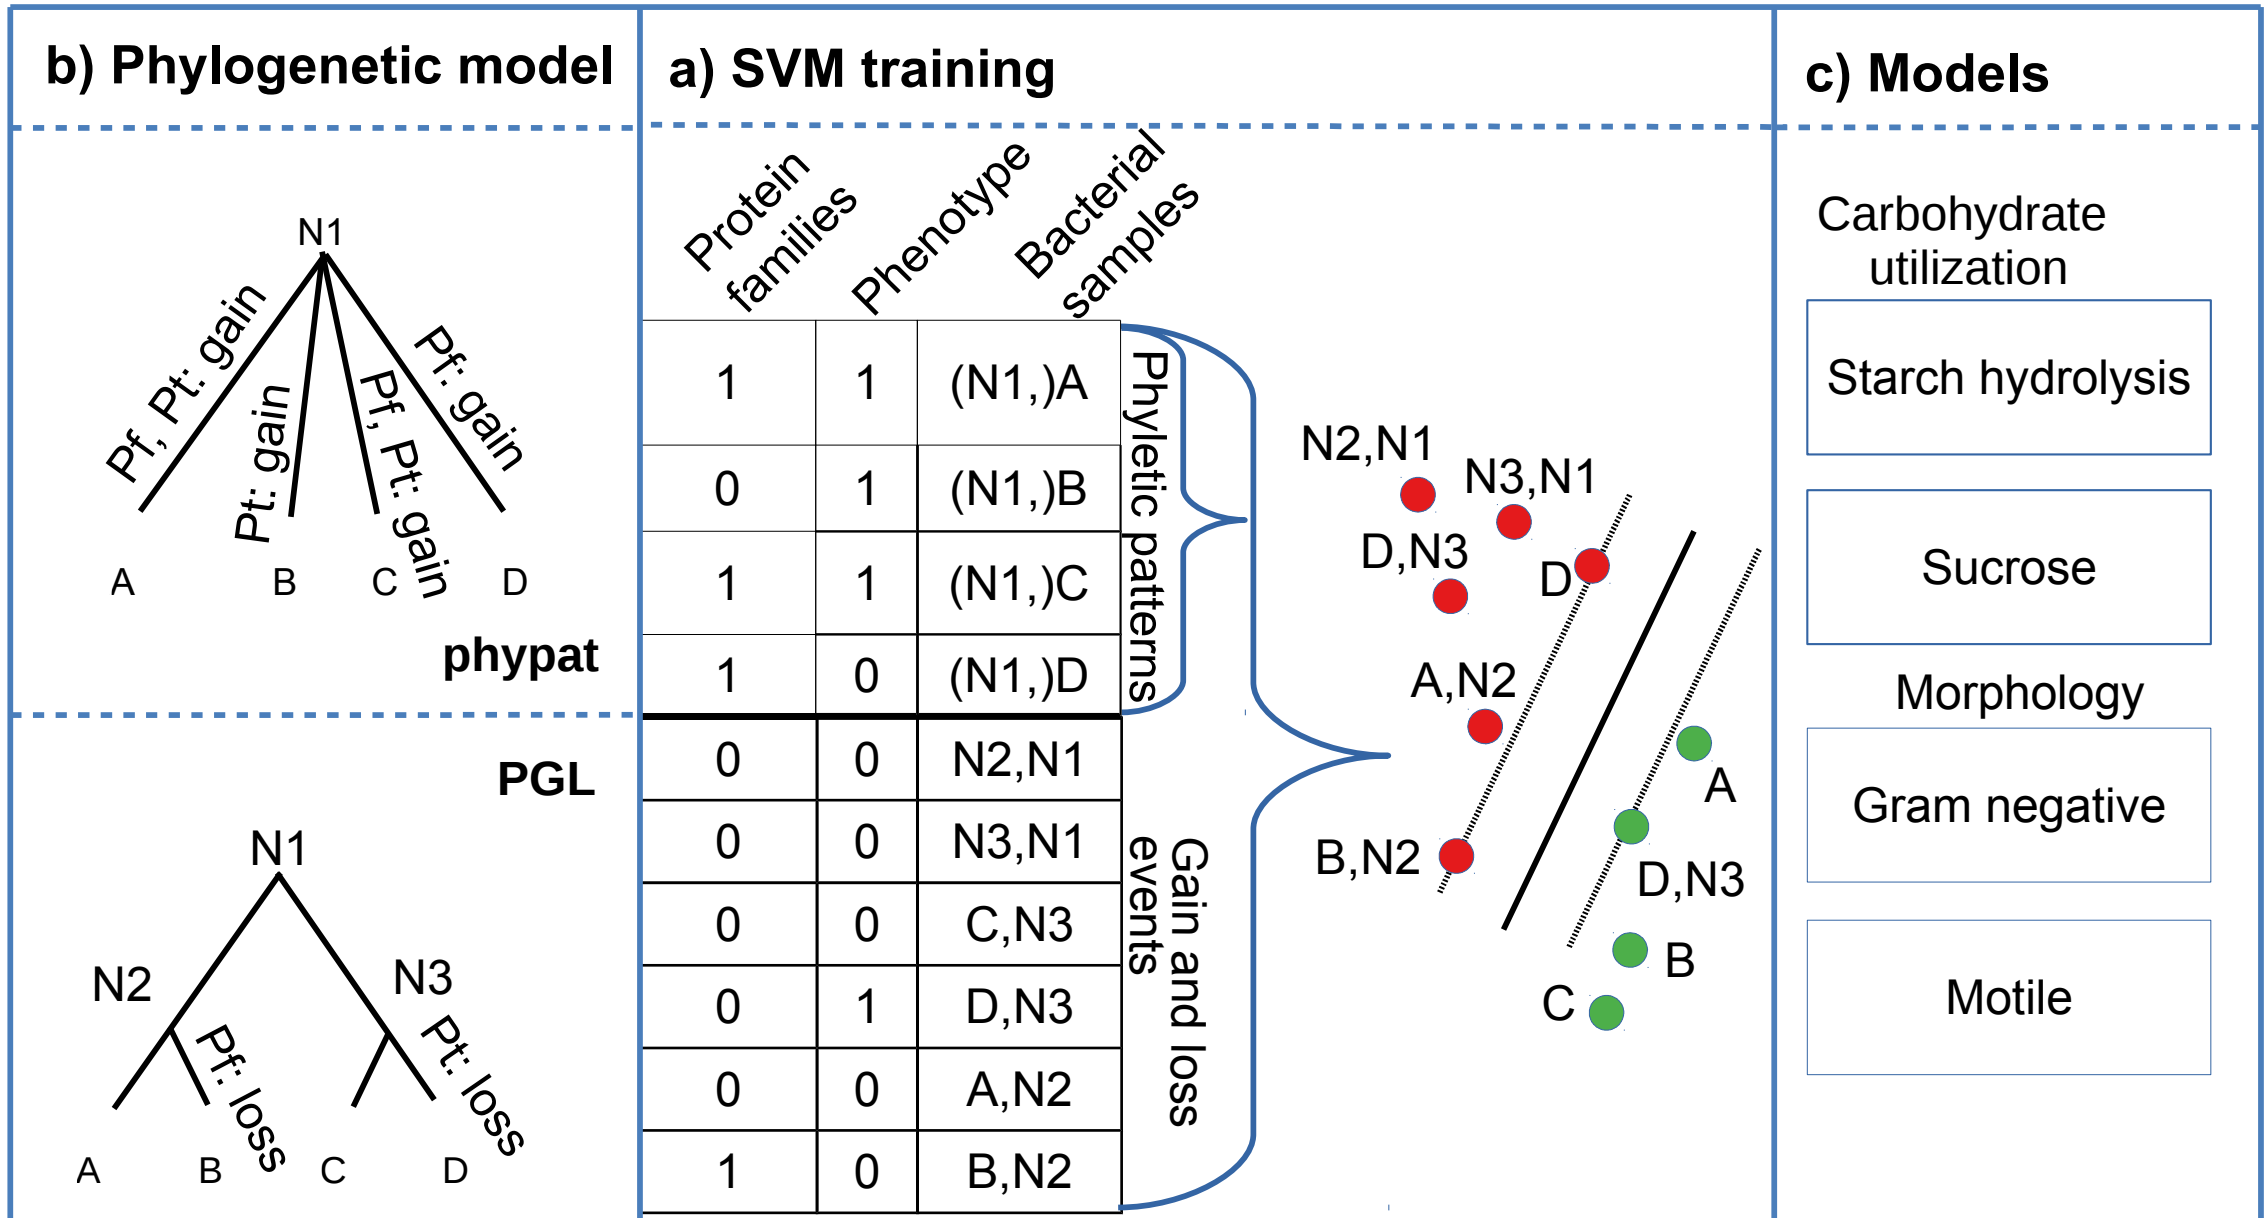 b) Phylogenetic model
N1
Pf, Pt: gain
Pt: gain
Pf, Pt: gain
Pf: gain
A B C D
phypat
PGL
N1
N2 N3
Pf: loss
Pt: loss
A B C D
a) SVM training
Protein
families
Phenotype
Bacterial
samples
1 1 (N1,)A
0 1 (N1,)B
1 1 (N1,)C
1 0 (N1,)D
0 0 N2,N1
0 0 N3,N1
0 0 C,N3
0 1 D,N3
0 0 A,N2
1 0 B,N2
Phyletic patterns
Gain and loss
events
N2,N1
N3,N1
D,N3
D
A,N2
A
B,N2
D,N3
B
C
c) Models
Carbohydrate
utilization
Starch hydrolysis
Sucrose
Morphology
Gram negative
Motile